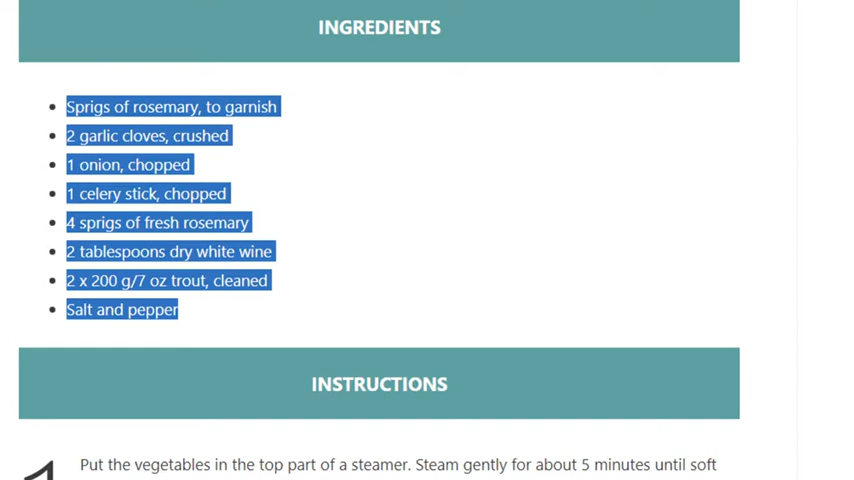 INGREDIENTS
Sprigs of rosemary, to garnish
2 garlic cloves, crushed
1 onion, chopped
1 celery stick, chopped
4 sprigs of fresh rosemary
2 tablespoons dry white wine
2 x 200 g/7 oz trout, cleaned
Salt and pepper
INSTRUCTIONS
1 Put the vegetables in the top part of a steamer. Steam gently for about 5 minutes until soft